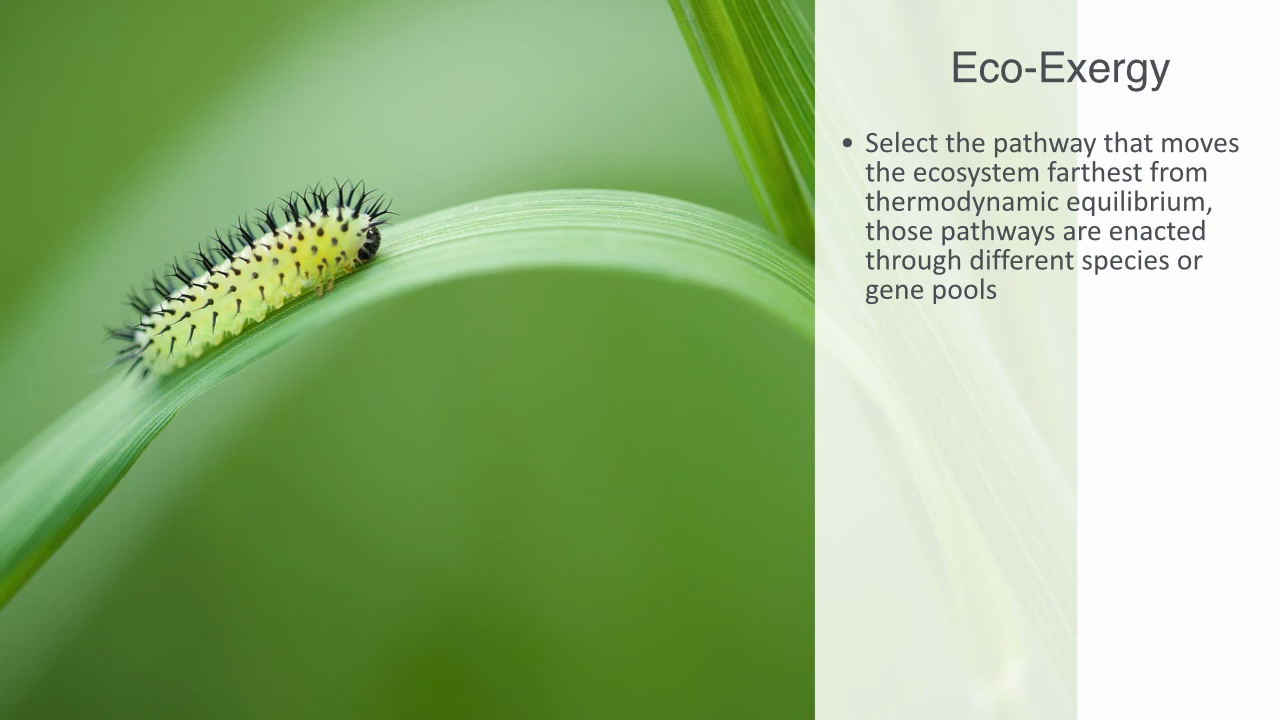 Eco-Exergy
• Select the pathway that moves
the ecosystem farthest from
thermodynamic equilibrium,
those pathways are enacted
through different species or
gene pools